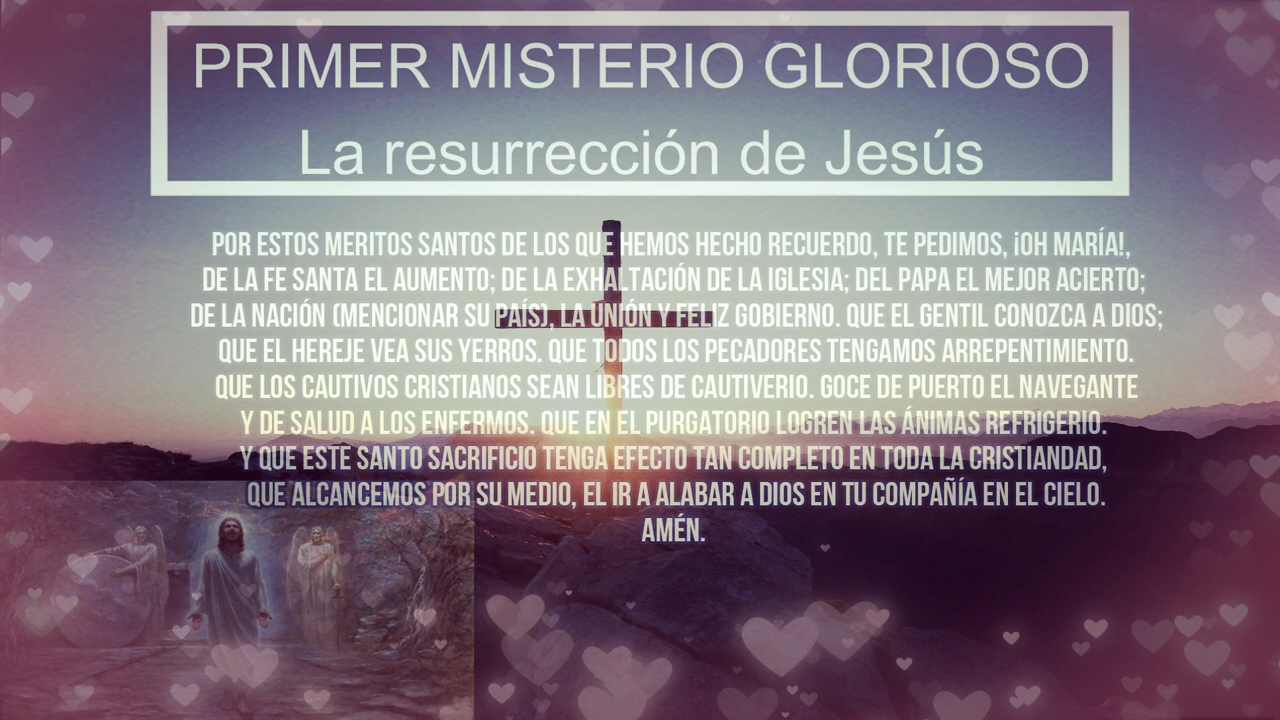 PRIMER MISTERIO GLORIOSO
La resurrección de Jesús
POR ESTOS MERITOS SANTOS DE LOS QUE HEMOS HECHO RECUERDO, TE PEDIMOS, ¡OH MARÍA!,
DE LA FE SANTA EL AUMENTO; DE LA EXHALTACIÓN DE LA IGLESIA; DEL PAPA EL MEJOR ACIERTO;
DE LA NACIÓN (MENCIONAR SU PAÍS), LA UNIÓN Y FELIZ GOBIERNO. QUE EL GENTIL CONOZCA A DIOS;
QUE EL HEREJE VEA SUS YERROS. QUE TODOS LOS PECADORES TENGAMOS ARREPENTIMIENTO.
QUE LOS CAUTIVOS CRISTIANOS SEAN LIBRES DE CAUTIVERIO. GOCE DE PUERTO EL NAVEGANTE
Y DE SALUD A LOS ENFERMOS. QUE EN EL PURGATORIO LOGREN LAS ÁNIMAS REFRIGERIO.
Y QUE ESTE SANTO SACRIFICIO TENGA EFECTO TAN COMPLETO EN TODA LA CRISTIANDAD,
QUE ALCANCEMOS POR SU MEDIO, EL IR A ALABAR A DIOS EN TU COMPAÑÍA EN EL CIELO.
AMÉN.